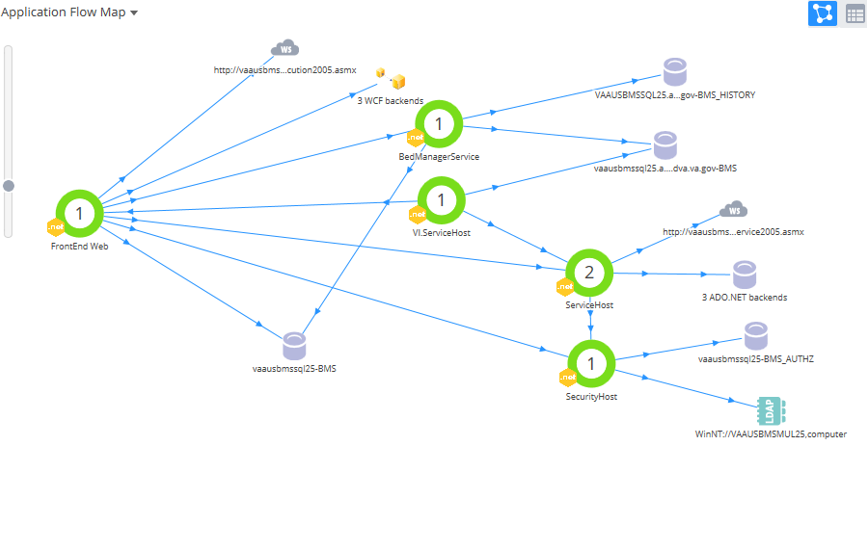 Application Flow Map
WS
http://vaausbms...cution2005.asmx
3 WCF backends
VAAUSBMSSQL25.a...gov-BMS_HISTORY
1
.net
BedManagerService
vaausbmssql25.a....dva.va.gov-BMS
1
.net
VI.ServiceHost
1
.net
FrontEnd Web
WS
http://vaausbms...ervice2005.asmx
2
.net
ServiceHost
3 ADO.NET backends
vaausbmssql25-BMS
1
.net
SecurityHost
vaausbmssql25-BMS_AUTHZ
LDAP
WinNT://VAAUSBMSMUL25,computer